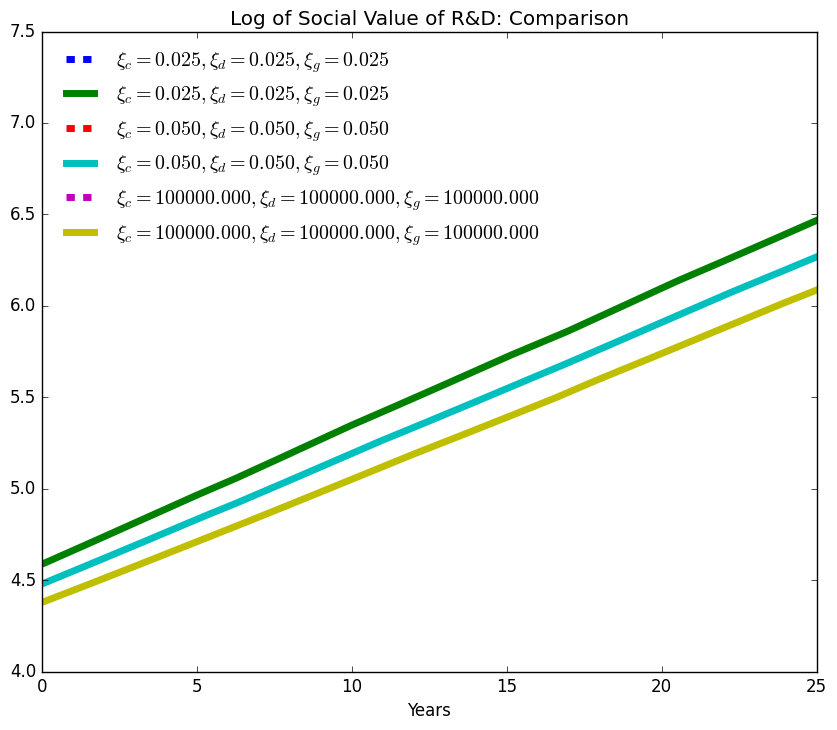 Log of Social Value of R&D: Comparison
7.5
7.0
6.5
6.0
5.5
5.0
4.5
4.0
ξc = 0.025, ξd = 0.025, ξg = 0.025
ξc = 0.025, ξd = 0.025, ξg = 0.025
ξc = 0.050, ξd = 0.050, ξg = 0.050
ξc = 0.050, ξd = 0.050, ξg = 0.050
ξc = 100000.000, ξd = 100000.000, ξg = 100000.000
ξc = 100000.000, ξd = 100000.000, ξg = 100000.000
0 5 10 15 20 25
Years